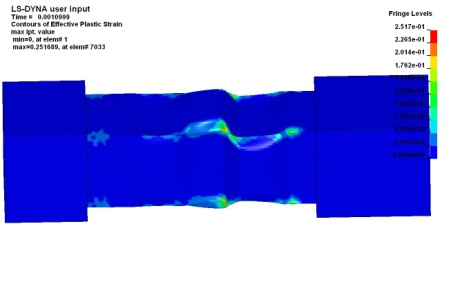 LS-DYNA user input
Time = 0.0010999
Contours of Effective Plastic Strain
max ipt. value
min=0, at elem# 1
max=0.251689, at elem# 7033
Fringe Levels
2.517e-01
2.265e-01
2.014e-01
1.762e-01